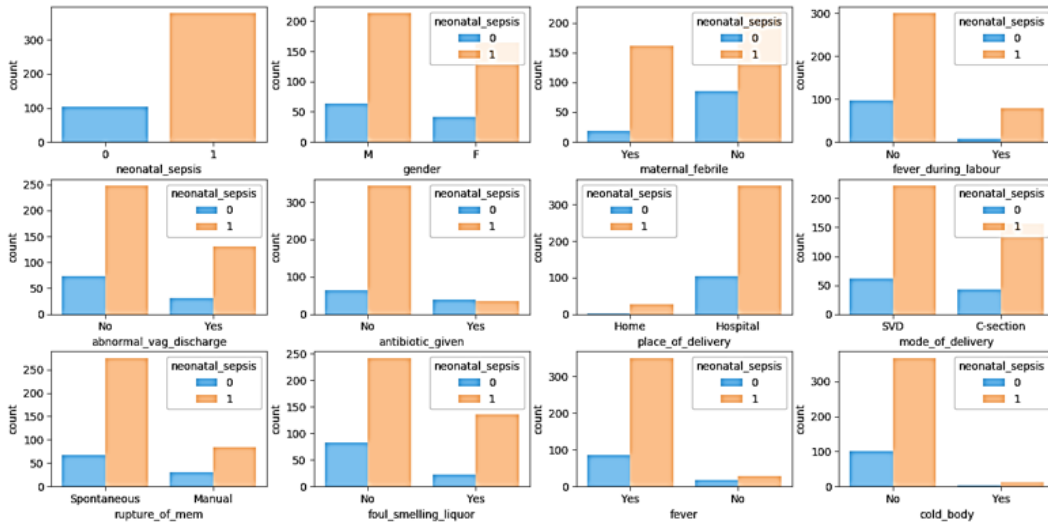 count
300
200
100
0
0
1
neonatal_sepsis
count
200
150
100
50
0
neonatal_sepsis
0
1
M
F
gender
count
200
150
100
50
0
neonatal_sepsis
0
1
Yes
No
maternal_febrile
count
300
200
100
0
neonatal_sepsis
0
1
No
Yes
fever_during_labour
count
250
200
150
100
50
0
neonatal_sepsis
0
1
No
Yes
abnormal_vag_discharge
count
300
200
100
0
neonatal_sepsis
0
1
No
Yes
antibiotic_given
count
300
200
100
0
neonatal_sepsis
0
1
Home
Hospital
place_of_delivery
count
200
150
100
50
0
neonatal_sepsis
0
1
SVD
C-section
mode_of_delivery
count
250
200
150
100
50
0
neonatal_sepsis
0
1
Spontaneous
Manual
rupture_of_mem
count
250
200
150
100
50
0
neonatal_sepsis
0
1
No
Yes
foul_smelling_liquor
count
300
200
100
0
neonatal_sepsis
0
1
Yes
No
fever
count
300
200
100
0
neonatal_sepsis
0
1
No
Yes
cold_body